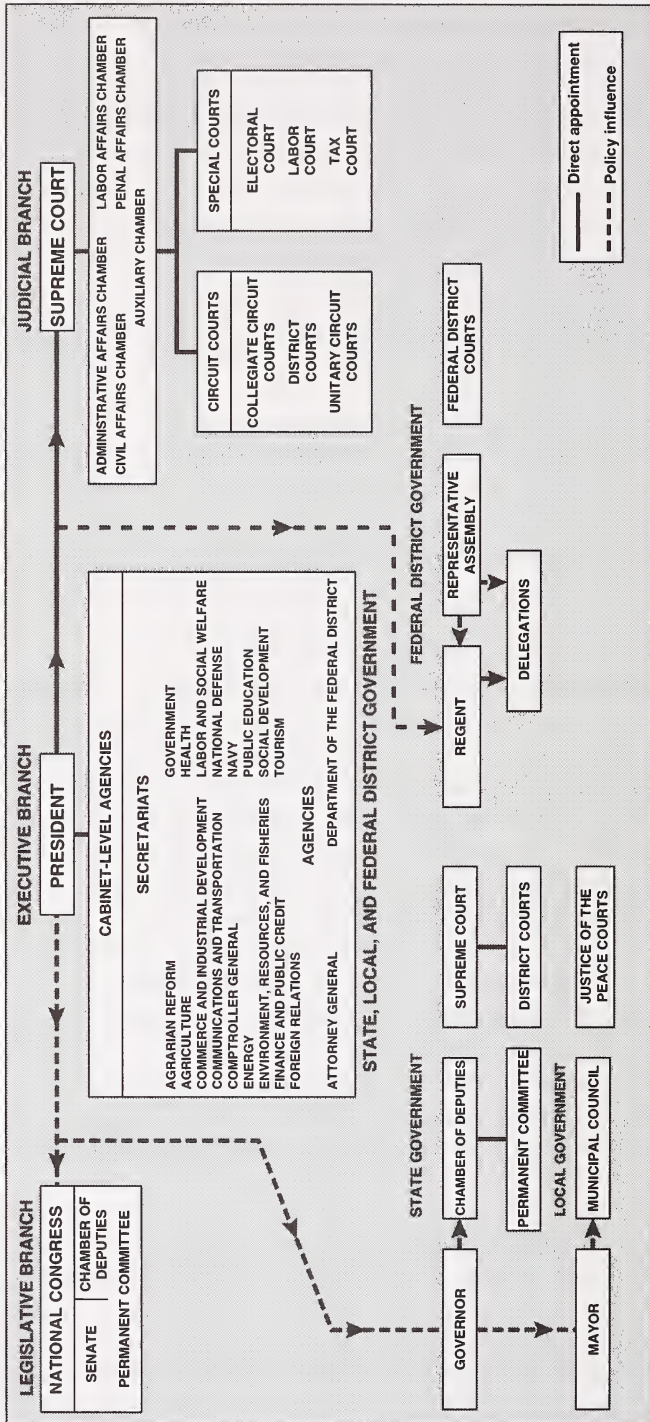 LEGISLATIVE BRANCH
NATIONAL CONGRESS
SENATE
CHAMBER OF
DEPUTIES
PERMANENT COMMITTEE
EXECUTIVE BRANCH
PRESIDENT
CABINET-LEVEL AGENCIES
SECRETARIATS
AGRARIAN REFORM
AGRICULTURE
COMMERCE AND INDUSTRIAL DEVELOPMENT
COMMUNICATIONS AND TRANSPORTATION
COMPTROLLER GENERAL
ENERGY
ENVIRONMENT, RESOURCES, AND FISHERIES
FINANCE AND PUBLIC CREDIT
FOREIGN RELATIONS
GOVERNMENT
HEALTH
LABOR AND SOCIAL WELFARE
NATIONAL DEFENSE
NAVY
PUBLIC EDUCATION
SOCIAL DEVELOPMENT
TOURISM
AGENCIES
ATTORNEY GENERAL
DEPARTMENT OF THE FEDERAL DISTRICT
JUDICIAL BRANCH
SUPREME COURT
ADMINISTRATIVE AFFAIRS CHAMBER
CIVIL AFFAIRS CHAMBER
LABOR AFFAIRS CHAMBER
PENAL AFFAIRS CHAMBER
AUXILIARY CHAMBER
CIRCUIT COURTS
COLLEGIATE CIRCUIT
COURTS
DISTRICT
COURTS
UNITARY CIRCUIT
COURTS
SPECIAL COURTS
ELECTORAL
COURT
LABOR
COURT
TAX
COURT
STATE, LOCAL, AND FEDERAL DISTRICT GOVERNMENT
STATE GOVERNMENT
GOVERNOR
CHAMBER OF DEPUTIES
PERMANENT COMMITTEE
SUPREME COURT
DISTRICT COURTS
LOCAL GOVERNMENT
MAYOR
MUNICIPAL COUNCIL
JUSTICE OF THE
PEACE COURTS
FEDERAL DISTRICT GOVERNMENT
REGENT
REPRESENTATIVE
ASSEMBLY
DELEGATIONS
FEDERAL DISTRICT
COURTS
Direct appointment
Policy influence